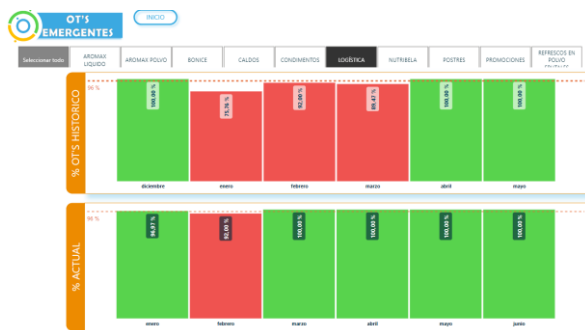 OT'S
EMERGENTES
INICIO
Seleccionar todo
AROMAX LIQUIDO
AROMAX POLVO
BONICE
CALDOS
CONDIMENTOS
LOGÍSTICA
NUTRIBELA
POSTRES
PROMOCIONES
REFRESCOS EN POLVO
% OT'S HISTORICO
96 %
100,00 %
75,76 %
92,00 %
89,47 %
100,00 %
100,00 %
diciembre
enero
febrero
marzo
abril
mayo
% ACTUAL
96 %
96,97 %
92,00 %
100,00 %
100,00 %
100,00 %
100,00 %
enero
febrero
marzo
abril
mayo
junio